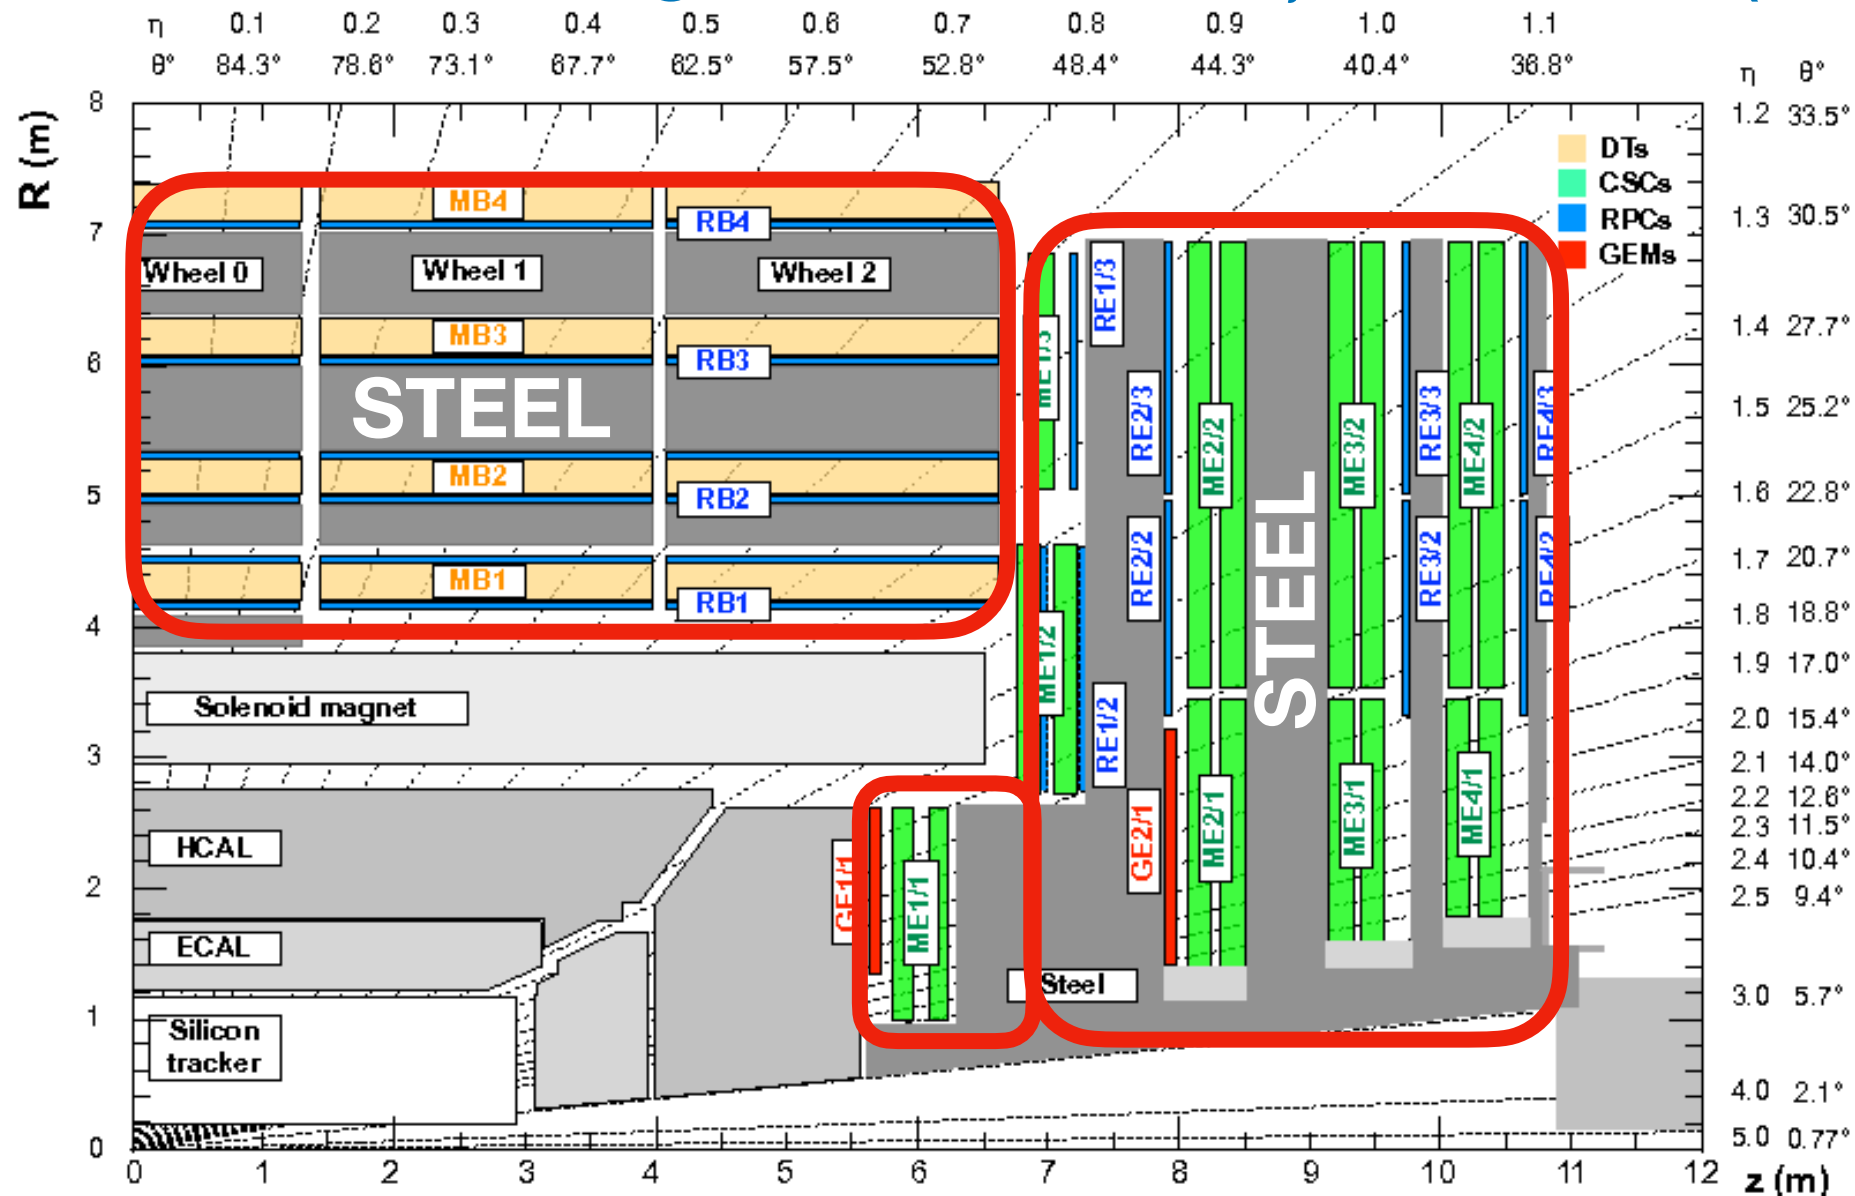 η 0.1 0.2 0.3 0.4 0.5 0.6 0.7 0.8 0.9 1.0 1.1
θ° 84.3° 78.6° 73.1° 67.7° 62.5° 57.5° 52.8° 48.4° 44.3° 40.4° 36.8°
η θ°
R (m)
8
7
6
5
4
3
2
1
0
1.2 33.5°
1.3 30.5°
1.4 27.7°
1.5 25.2°
1.6 22.8°
1.7 20.7°
1.8 18.8°
1.9 17.0°
2.0 15.4°
2.1 14.0°
2.2 12.6°
2.3 11.5°
2.4 10.4°
2.5 9.4°
3.0 5.7°
4.0 2.1°
5.0 0.77°
DTs
CSCs
RPCs
GEMs
MB4
RB4
Wheel 0
Wheel 1
Wheel 2
MB3
RB3
STEEL
MB2
RB2
MB1
RB1
Solenoid magnet
HCAL
ECAL
Silicon
tracker
ME1/3
RE1/3
RE2/3
ME2/2
ME3/2
RE3/3
ME4/2
RE4/3
STEEL
RE2/2
RE3/2
RE4/2
ME1/2
RE1/2
GE1/1
ME1/1
GE2/1
ME2/1
ME3/1
ME4/1
Steel
0 1 2 3 4 5 6 7 8 9 10 11 12
z (m)